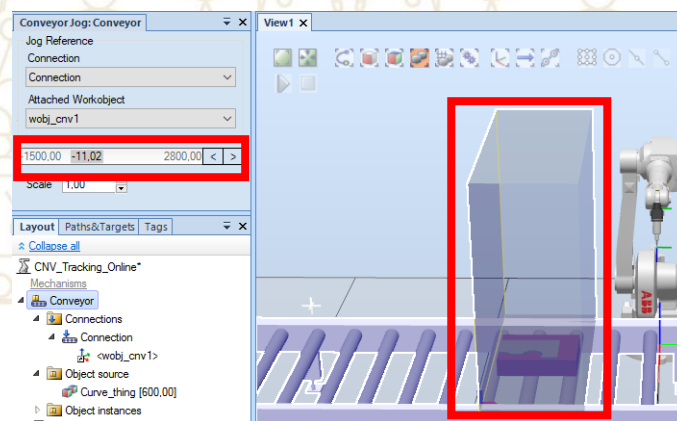 Conveyor Jog: Conveyor
Jog Reference
Connection
Connection
Attached Workobject
wobj_cnv1
-1500,00 -11,02 2800,00 < >
Scale 1,00
Layout Paths&Targets Tags
Collapse all
CNV_Tracking_Online*
Mechanisms
Conveyor
Connections
Connection
<wobj_cnv1>
Object source
Curve_thing [600,00]
Object instances
View1
ABB